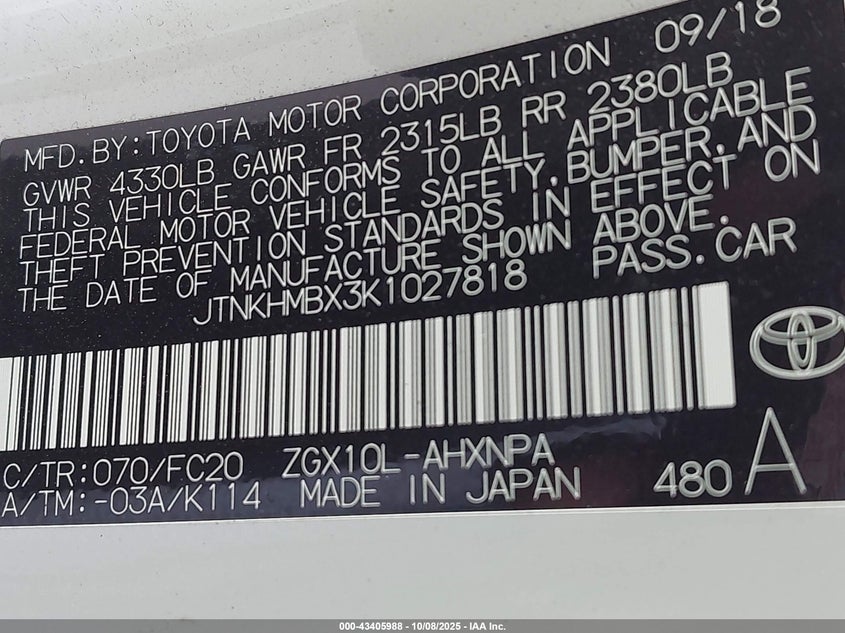 MFD.BY:TOYOTA MOTOR CORPORATION 09/18
GVWR 4330LB GAWR FR 2315LB RR 2380LB
THIS VEHICLE CONFORMS TO ALL APPLICABLE
FEDERAL MOTOR VEHICLE SAFETY,BUMPER,AND
THEFT PREVENTION STANDARDS IN EFFECT ON
THE DATE OF MANUFACTURE SHOWN ABOVE.
JTNKHMBX3K1027818 PASS.CAR
C/TR:070/FC20 ZGX10L-AHXNPA
A/TM:-03A/K114 MADE IN JAPAN 480 A
000-43405988 - 10/08/2025 - IAA Inc.